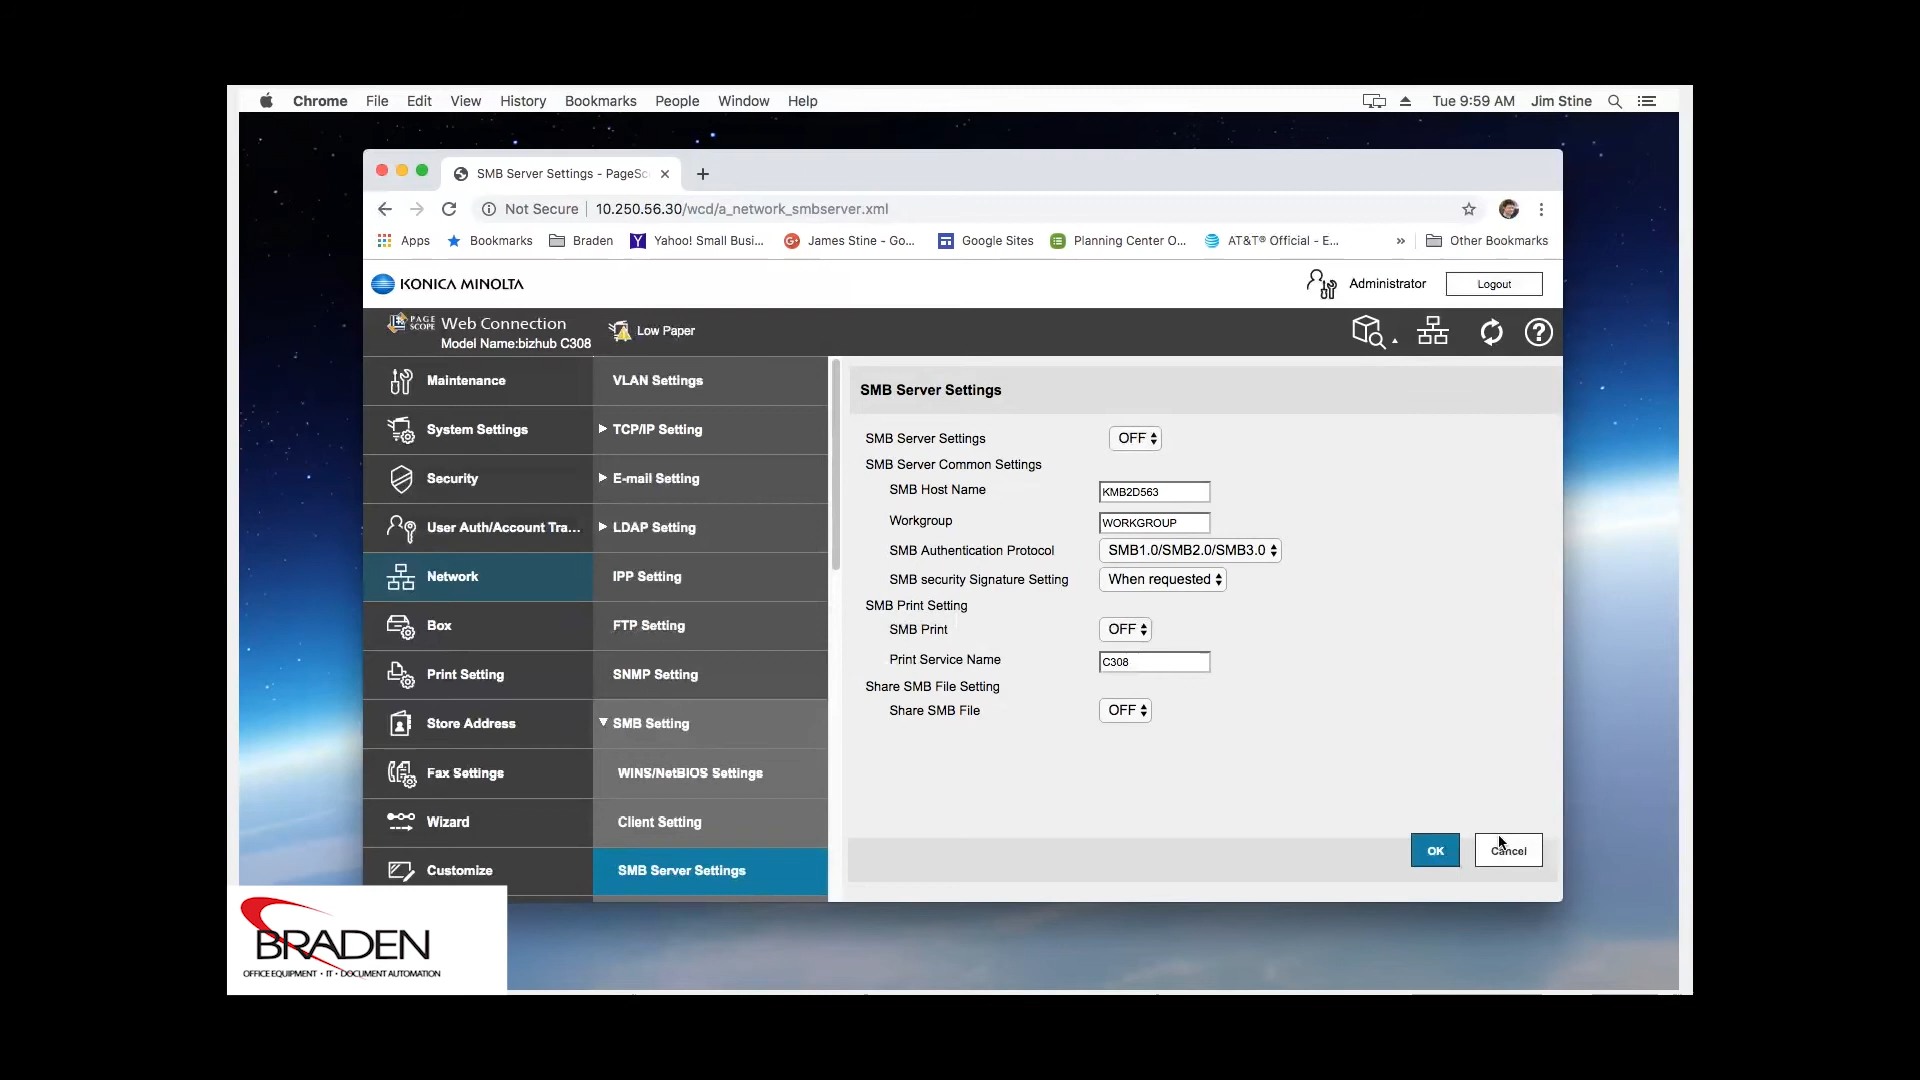 Chrome File Edit View History Bookmarks People Window Help Tue 9:59 AM Jim Stine
SMB Server Settings - PageSc
Not Secure 10.250.56.30/wcd/a_network_smbserver.xml
Apps Bookmarks Braden Yahoo! Small Busi... James Stine - Go... Google Sites Planning Center O... AT&T® Official - E... » Other Bookmarks
KONICA MINOLTA Administrator Logout
PAGE SCOPE Web Connection Low Paper
Model Name:bizhub C308
Maintenance
System Settings
Security
User Auth/Account Tra...
Network
Box
Print Setting
Store Address
Fax Settings
Wizard
Customize
VLAN Settings
TCP/IP Setting
E-mail Setting
LDAP Setting
IPP Setting
FTP Setting
SNMP Setting
SMB Setting
WINS/NetBIOS Settings
Client Setting
SMB Server Settings
SMB Server Settings
SMB Server Settings OFF
SMB Server Common Settings
SMB Host Name KMB2D563
Workgroup WORKGROUP
SMB Authentication Protocol SMB1.0/SMB2.0/SMB3.0
SMB security Signature Setting When requested
SMB Print Setting
SMB Print OFF
Print Service Name C308
Share SMB File Setting
Share SMB File OFF
OK Cancel
BRADEN
OFFICE EQUIPMENT • IT • DOCUMENT AUTOMATION